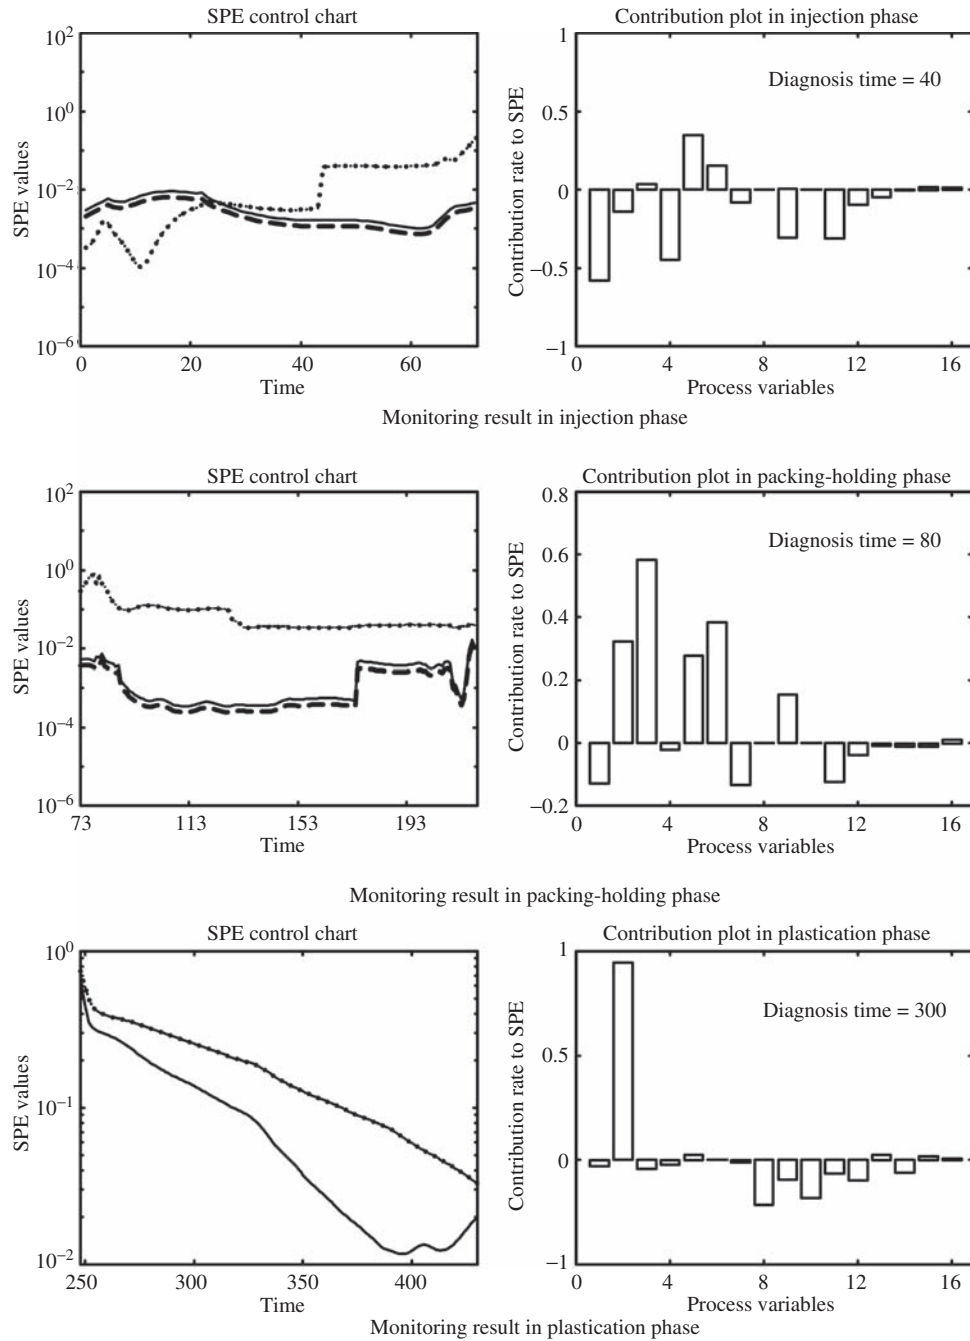 SPE control chart
10^2
10^0
10^−2
10^−4
10^−6
SPE values
0
20
40
60
Time
Contribution plot in injection phase
Diagnosis time = 40
1
0.5
0
−0.5
−1
Contribution rate to SPE
0
4
8
12
16
Process variables
Monitoring result in injection phase
SPE control chart
10^2
10^0
10^−2
10^−4
10^−6
SPE values
73
113
153
193
Time
Contribution plot in packing-holding phase
Diagnosis time = 80
0.8
0.6
0.4
0.2
0
−0.2
Contribution rate to SPE
0
4
8
12
16
Process variables
Monitoring result in packing-holding phase
SPE control chart
10^0
10^−1
10^−2
SPE values
250
300
350
400
Time
Contribution plot in plastication phase
Diagnosis time = 300
1
0.5
0
−1
Contribution rate to SPE
0
4
8
12
16
Process variables
Monitoring result in plastication phase